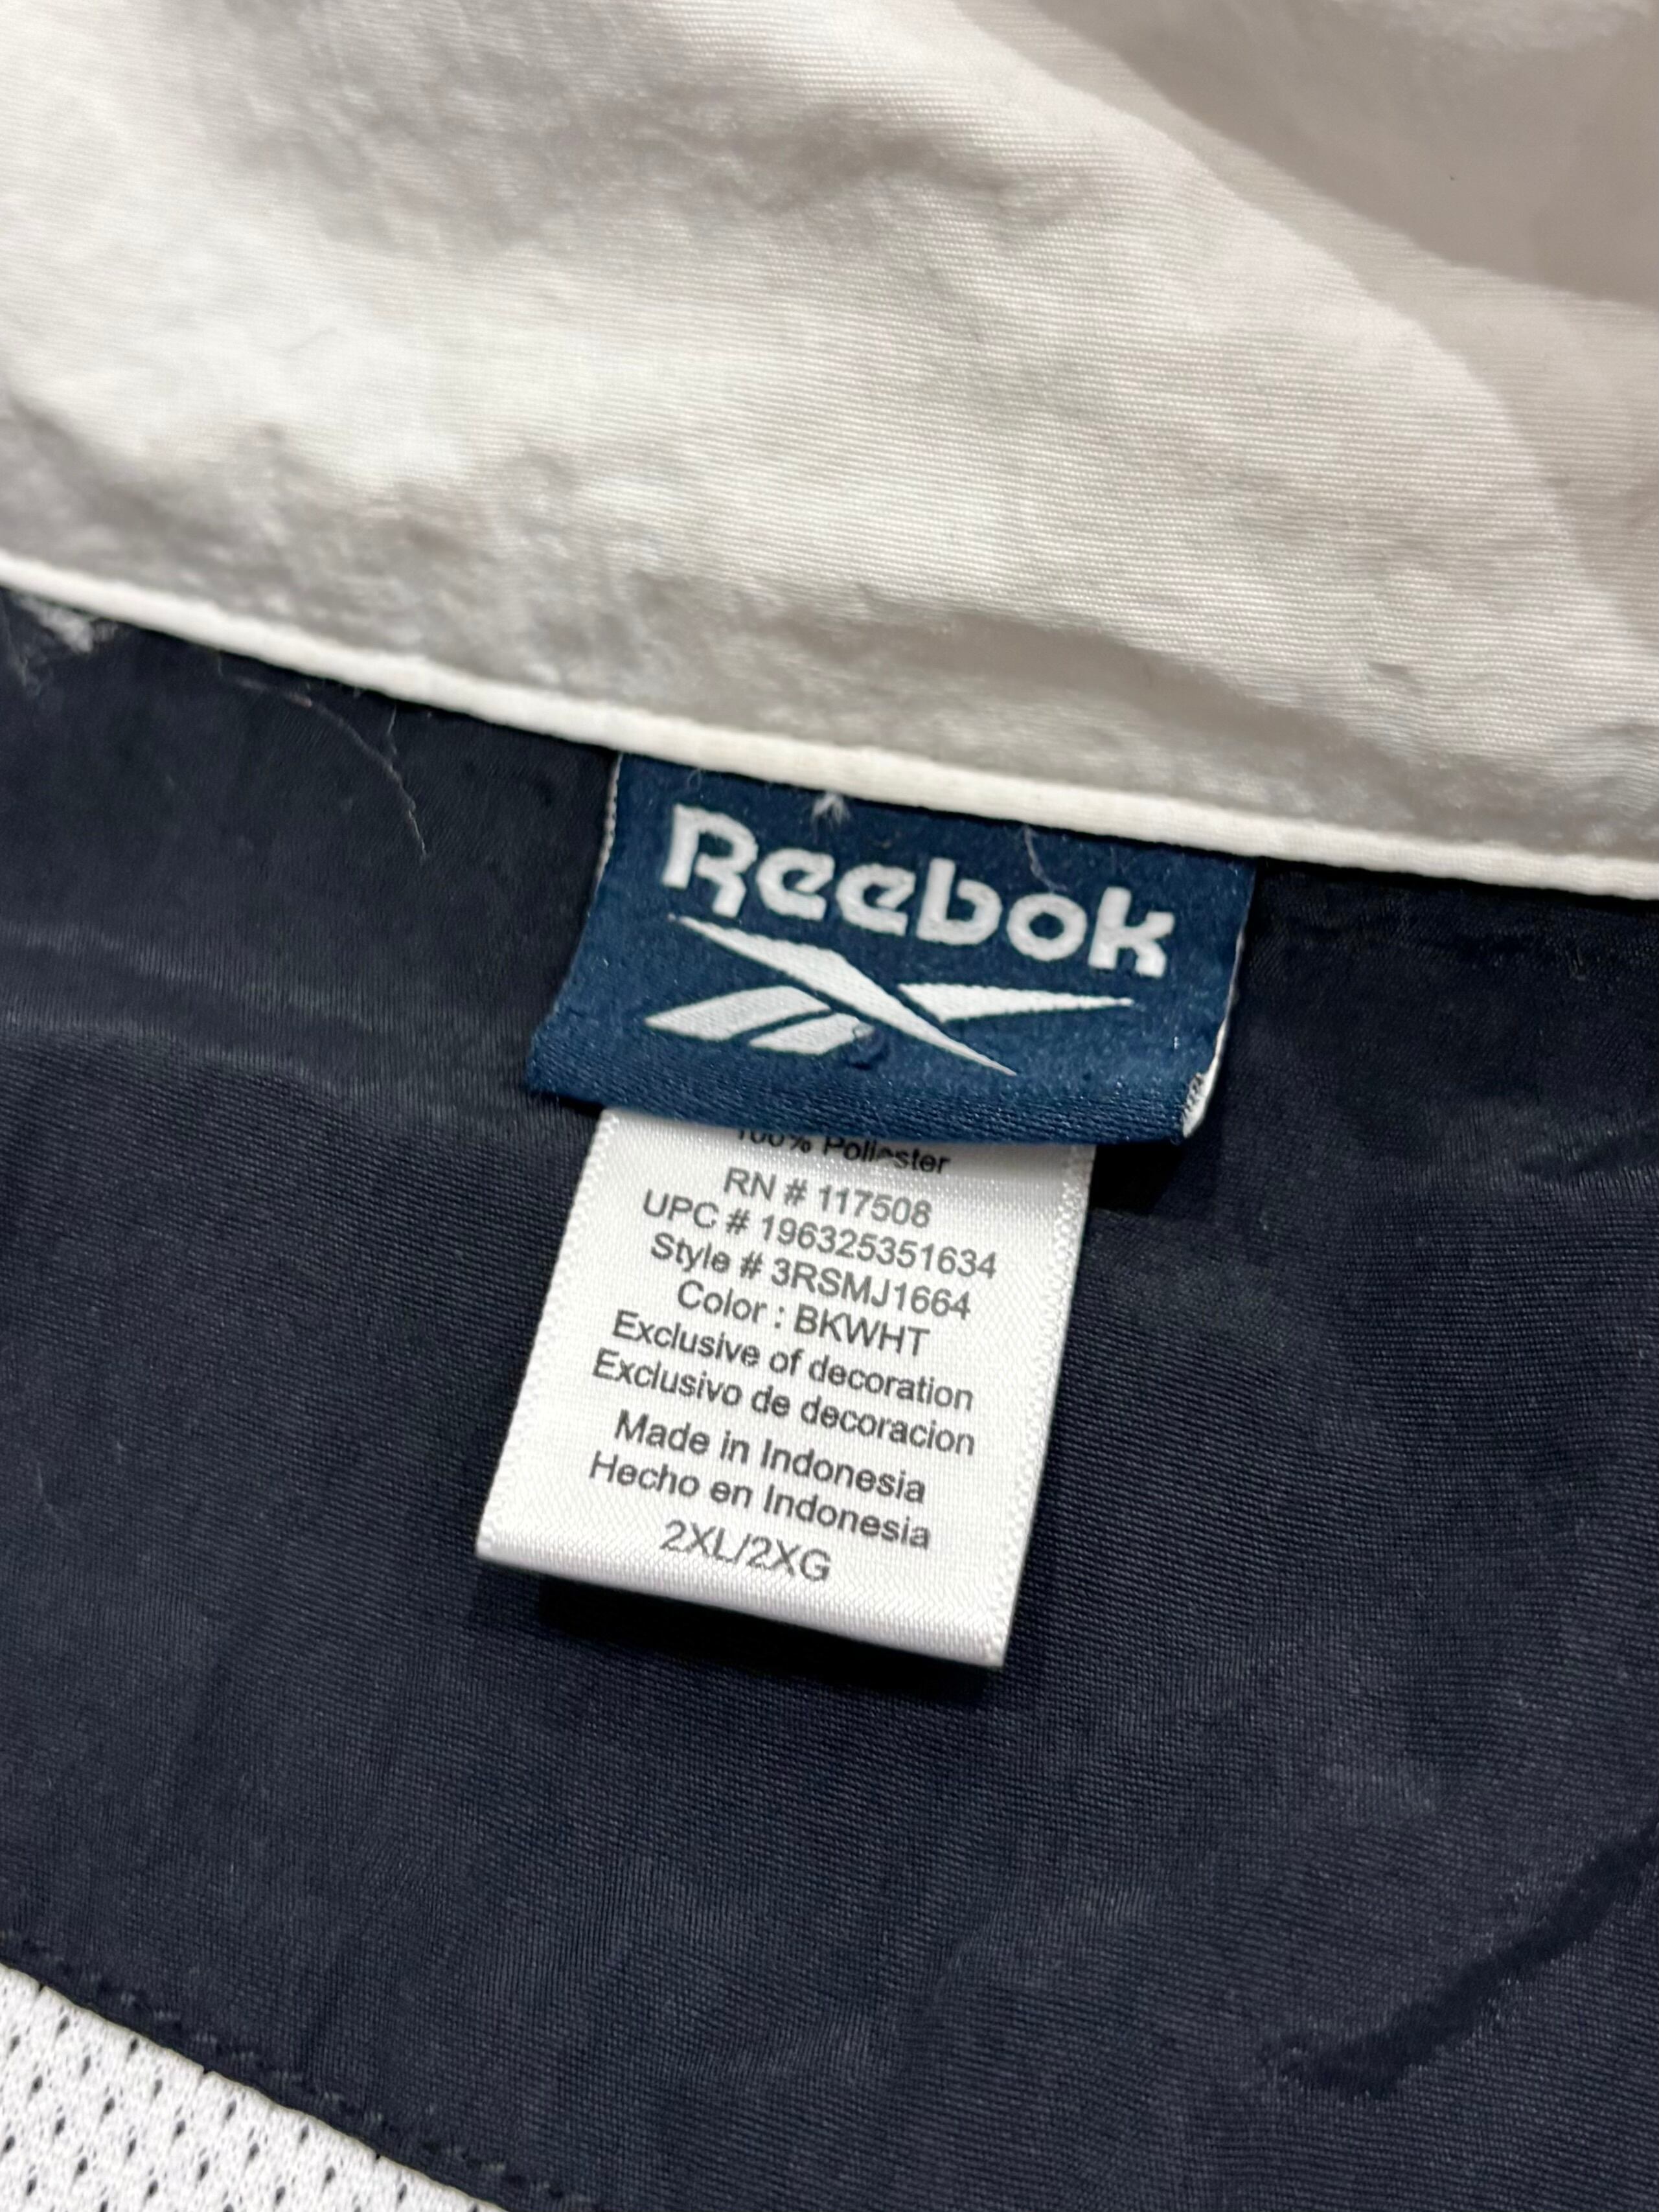 Reebok
100% Poliester
RN # 117508
UPC # 196325351634
Style # 3RSMJ1664
Color : BKWHT
Exclusive of decoration
Exclusivo de decoracion
Made in Indonesia
Hecho en Indonesia
2XL/2XG